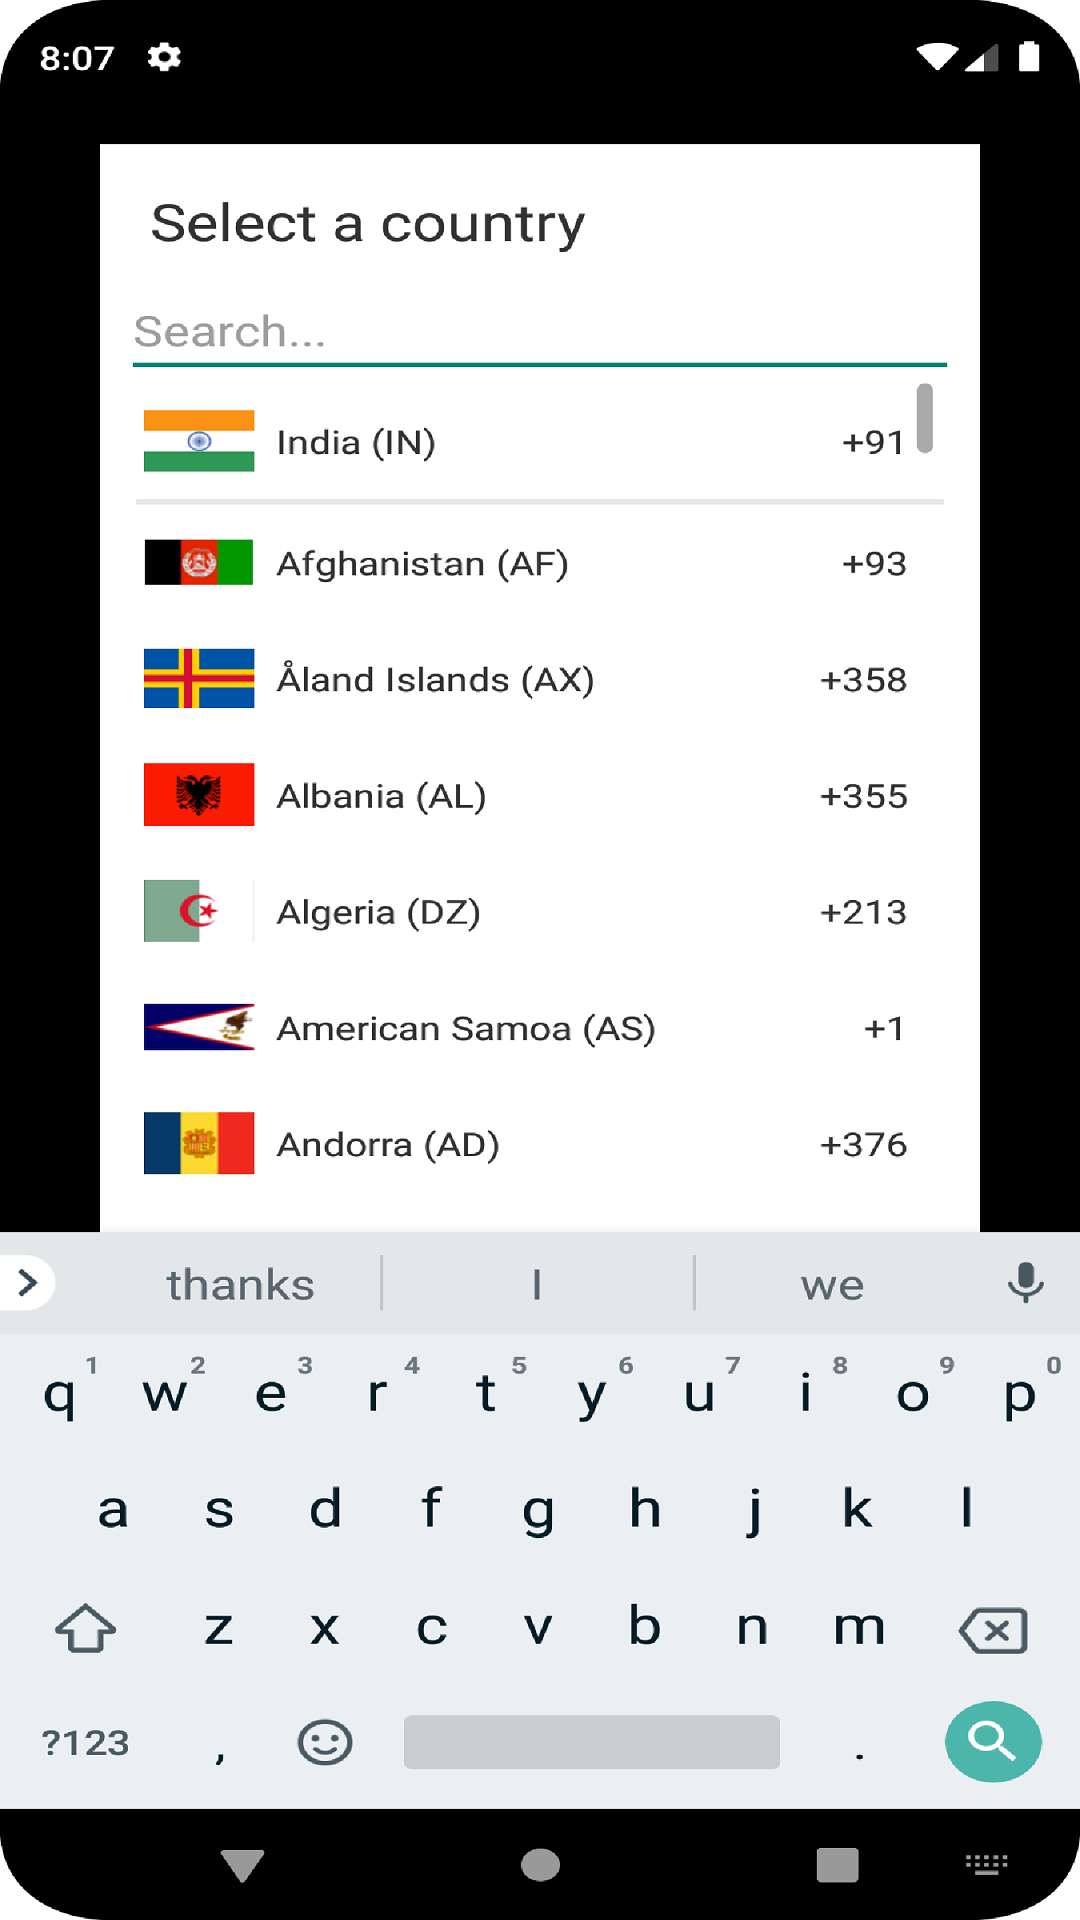 8:07
Select a country
Search...
India (IN) +91
Afghanistan (AF) +93
Åland Islands (AX) +358
Albania (AL) +355
Algeria (DZ) +213
American Samoa (AS) +1
Andorra (AD) +376
thanks I we
1 2 3 4 5 6 7 8 9 0
q w e r t y u i o p
a s d f g h j k l
z x c v b n m
?123 , .